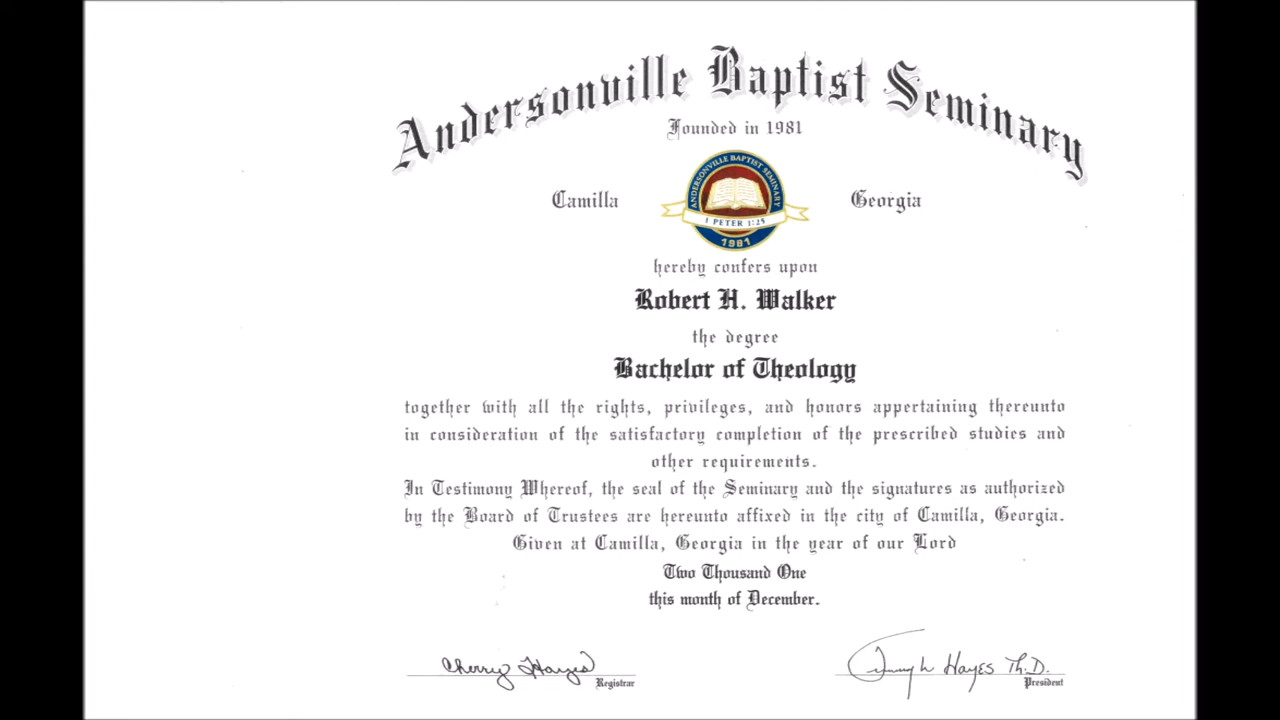 Andersonville Baptist Seminary
Founded in 1981
Camilla Georgia
ANDERSONVILLE BAPTIST SEMINARY
1 PETER 1:25
1981
hereby confers upon
Robert H. Walker
the degree
Bachelor of Theology
together with all the rights, privileges, and honors appertaining thereunto
in consideration of the satisfactory completion of the prescribed studies and
other requirements.
In Testimony Whereof, the seal of the Seminary and the signatures as authorized
by the Board of Trustees are hereunto affixed in the city of Camilla, Georgia.
Given at Camilla, Georgia in the year of our Lord
Two Thousand One
this month of December.
Cherry Hayes Hayes Th.D.
Registrar President